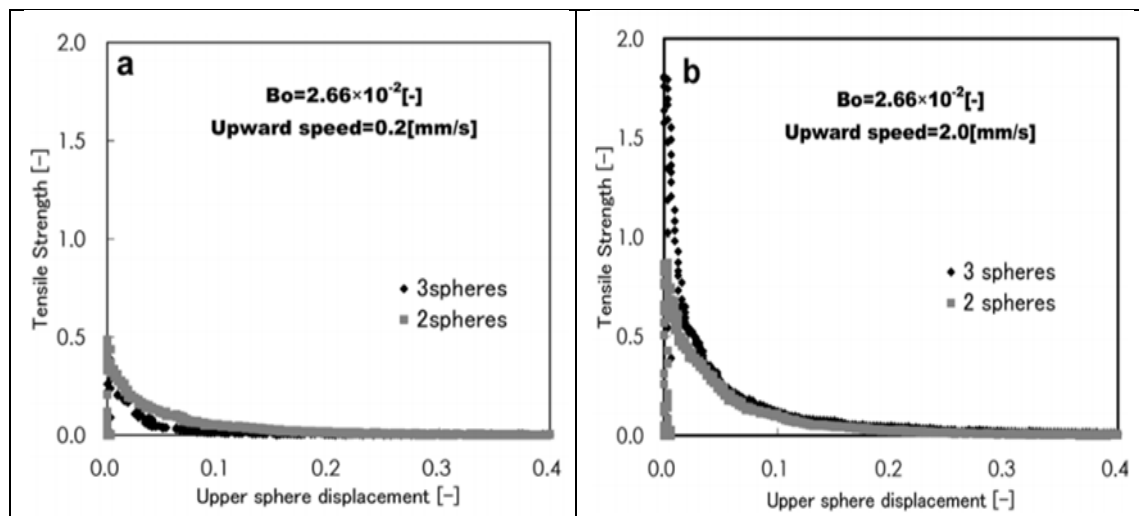 a
Bo=2.66×10⁻²[-]
Upward speed=0.2[mm/s]
Tensile Strength [-]
2.0
1.5
1.0
0.5
0.0
3spheres
2spheres
0.0 0.1 0.2 0.3 0.4
Upper sphere displacement [-]
b
Bo=2.66×10⁻²[-]
Upward speed=2.0[mm/s]
Tensile Strength [-]
2.0
1.5
1.0
0.5
0.0
3 spheres
2 spheres
0.0 0.1 0.2 0.3 0.4
Upper sphere displacement [-]